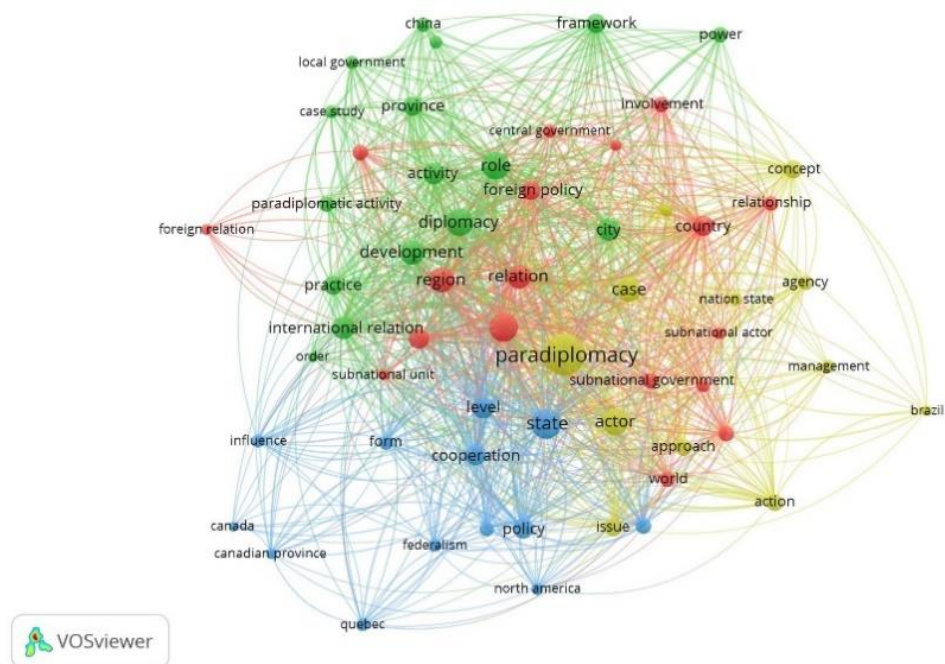 china
framework
power
local government
case study
province
involvement
central government
role
activity
foreign policy
concept
paradiplomatic activity
relationship
foreign relation
diplomacy
city
country
development
region
relation
case
agency
practice
nation state
international relation
subnational actor
order
paradiplomacy
subnational unit
subnational government
management
level
state
actor
brazil
influence
form
cooperation
approach
world
action
canada
policy
issue
canadian province
federalism
north america
quebec
VOSviewer